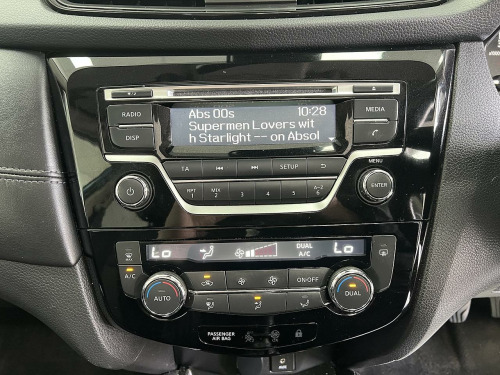 RADIO
DISP
Abs 00s 10:28
Supermen Lovers wit
h Starlight -- on Absol
MEDIA
TA
SETUP
MENU
RPT 1
MIX 2
3
4
5
A-Z 6
ENTER
Lo
DUAL
A/C
Lo
A/C
ON·OFF
AUTO
DUAL
PASSENGER
AIR BAG